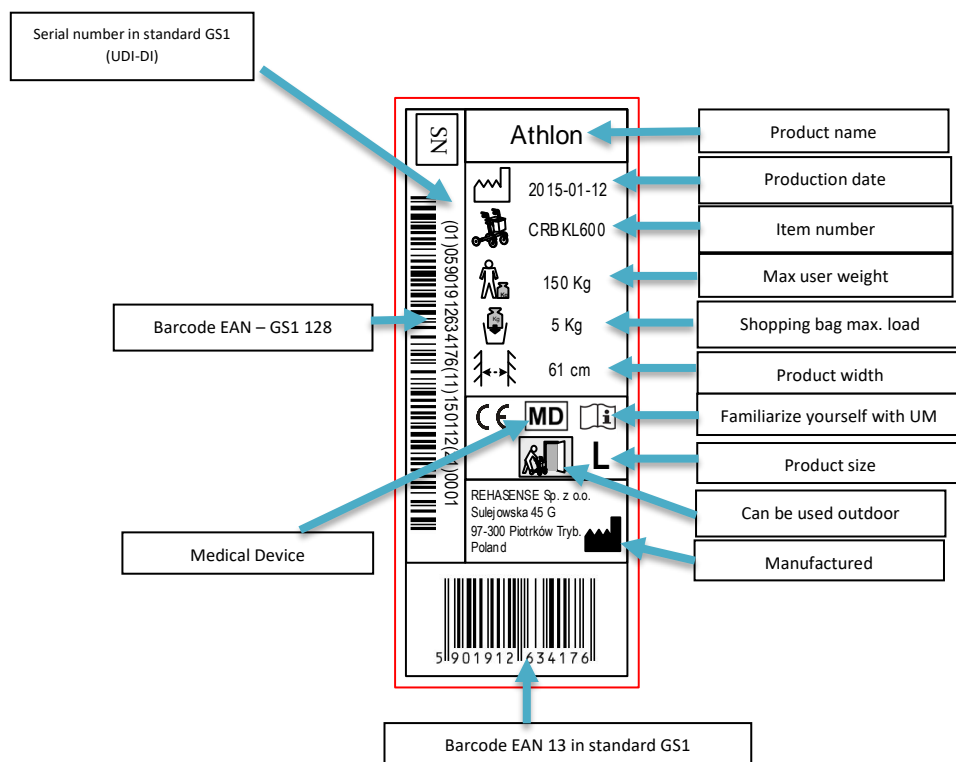 Serial number in standard GS1
(UDI-DI)
SN
Athlon
Product name
2015-01-12
Production date
CRBKL600
Item number
150 Kg
Max user weight
(01)05901912634176(11)150112(21)0001
Barcode EAN – GS1 128
Kg
5 Kg
Shopping bag max. load
61 cm
Product width
CE MD i
Familiarize yourself with UM
L
Product size
Can be used outdoor
REHASENSE Sp. z o.o.
Sulejowska 45 G
97-300 Piotrków Tryb.
Poland
Medical Device
Manufactured
5 901912 634176
Barcode EAN 13 in standard GS1